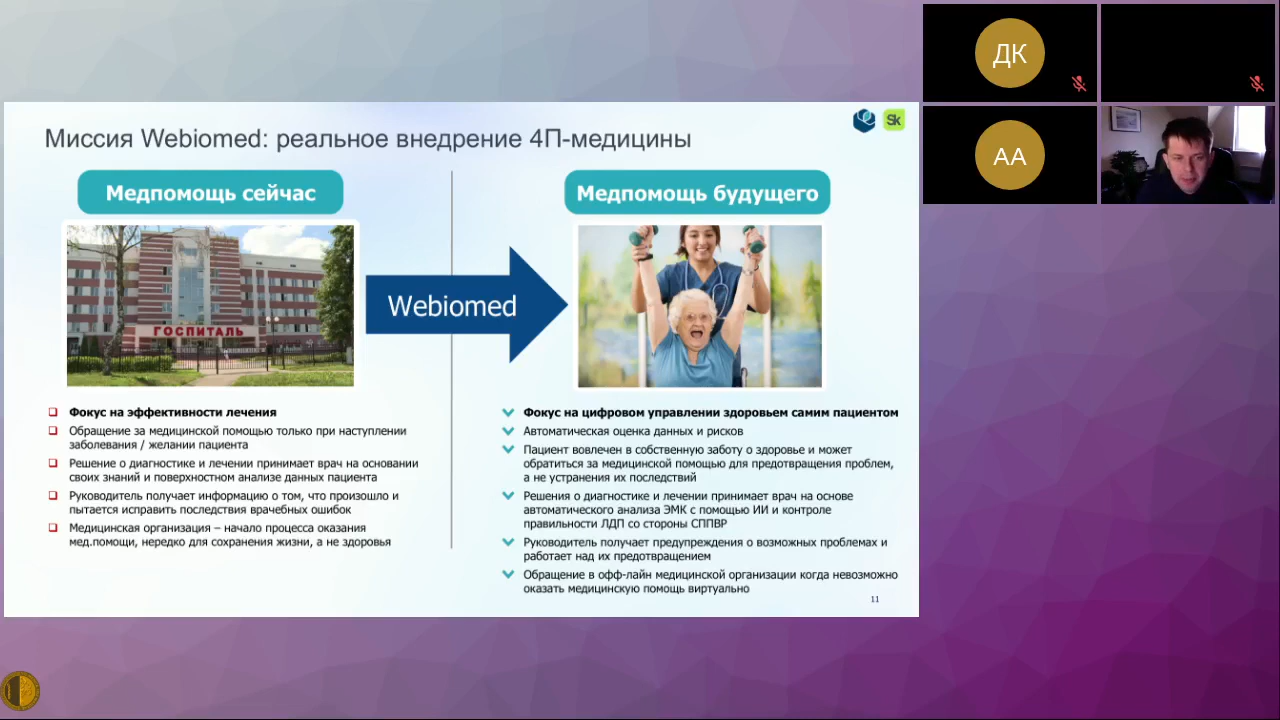 Миссия Webiomed: реальное внедрение 4П-медицины
Sk
Медпомощь сейчас
Медпомощь будущего
ГОСПИТАЛЬ
Webiomed
Фокус на эффективности лечения
Обращение за медицинской помощью только при наступлении
заболевания / желании пациента
Решение о диагностике и лечении принимает врач на основании
своих знаний и поверхностном анализе данных пациента
Руководитель получает информацию о том, что произошло и
пытается исправить последствия врачебных ошибок
Медицинская организация – начало процесса оказания
мед.помощи, нередко для сохранения жизни, а не здоровья
Фокус на цифровом управлении здоровьем самим пациентом
Автоматическая оценка данных и рисков
Пациент вовлечен в собственную заботу о здоровье и может
обратиться за медицинской помощью для предотвращения проблем,
а не устранения их последствий
Решения о диагностике и лечении принимает врач на основе
автоматического анализа ЭМК с помощью ИИ и контроле
правильности ЛДП со стороны СППВР
Руководитель получает предупреждения о возможных проблемах и
работает над их предотвращением
Обращение в офф-лайн медицинской организации когда невозможно
оказать медицинскую помощь виртуально
11
ДК
АА